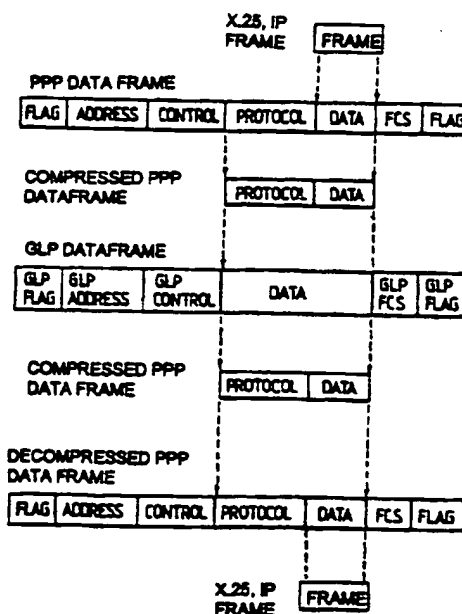 X.25, IP
FRAME
FRAME
PPP DATA FRAME
FLAG ADDRESS CONTROL PROTOCOL DATA FCS FLAG
COMPRESSED PPP
DATAFRAME
PROTOCOL DATA
GLP DATAFRAME
GLP FLAG GLP ADDRESS GLP CONTROL DATA GLP FCS GLP FLAG
COMPRESSED PPP
DATA FRAME
PROTOCOL DATA
DECOMPRESSED PPP
DATA FRAME
FLAG ADDRESS CONTROL PROTOCOL DATA FCS FLAG
X.25, IP
FRAME
FRAME